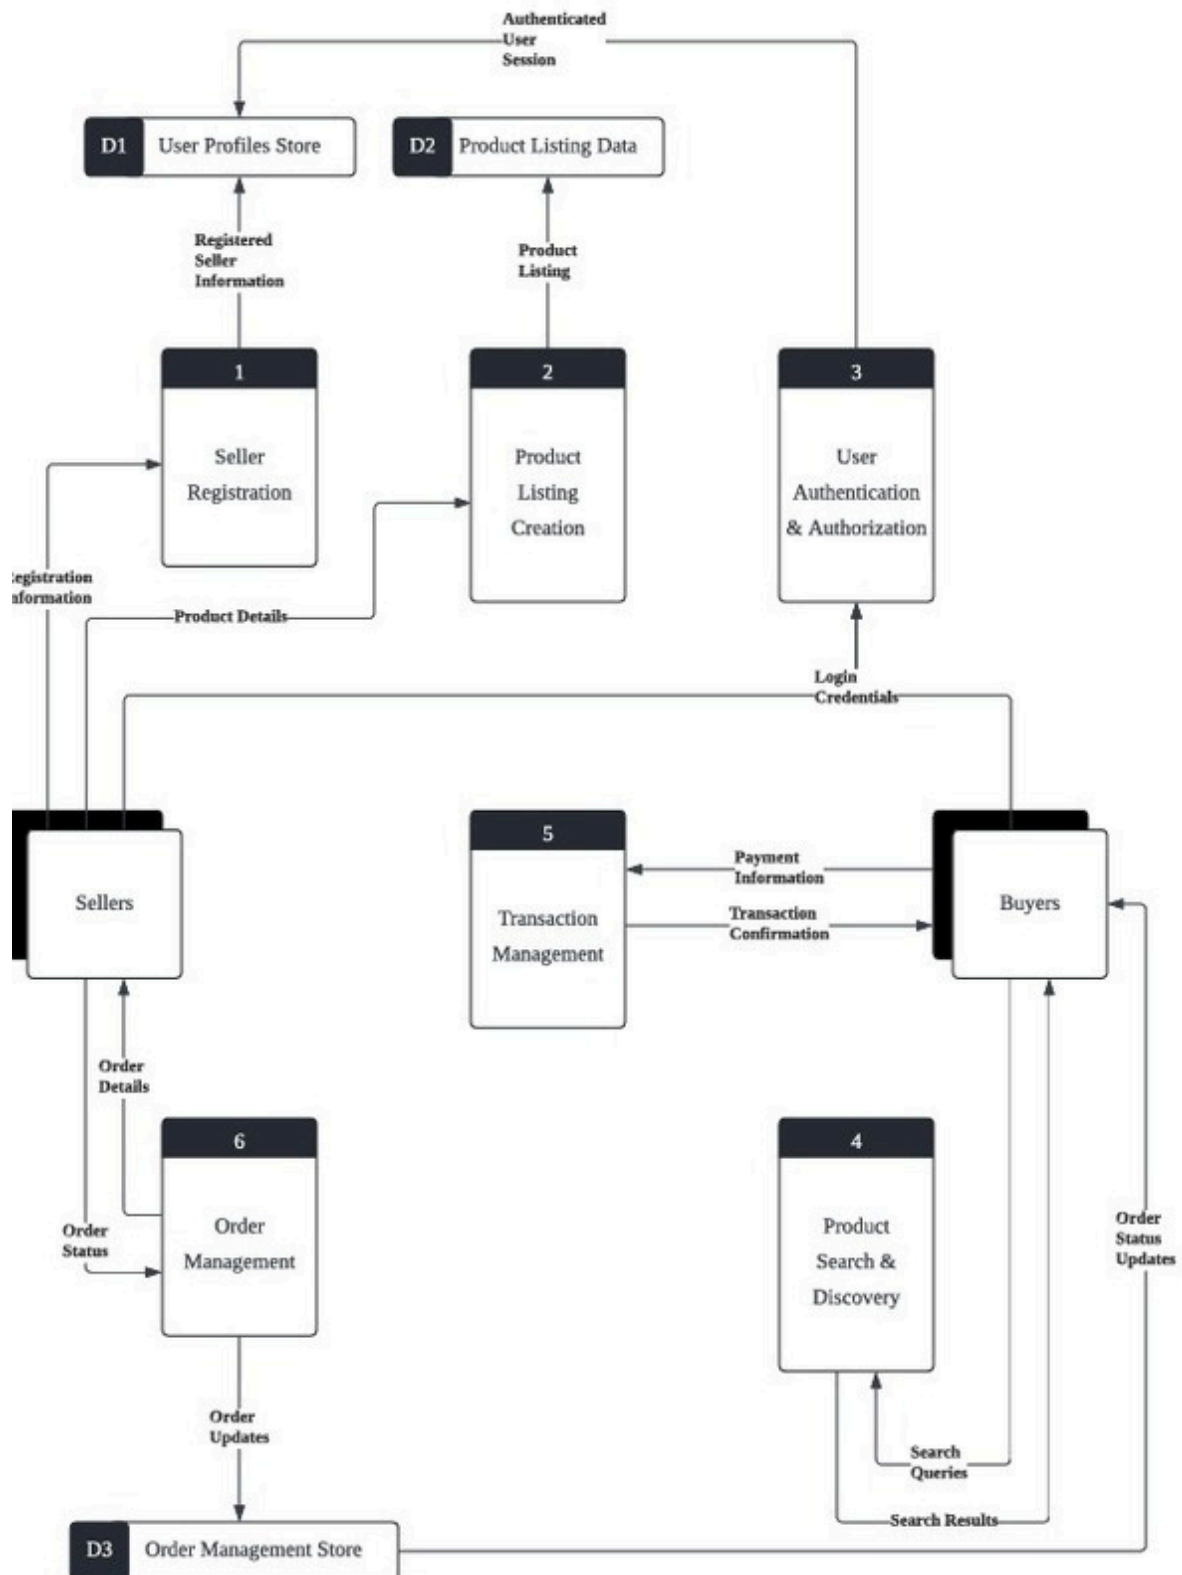 Authenticated
User
Session
D1 User Profiles Store
D2 Product Listing Data
Registered
Seller
Information
Product
Listing
1
Seller
Registration
2
Product
Listing
Creation
3
User
Authentication
& Authorization
egistration
nformation
Product Details
Login
Credentials
Sellers
5
Transaction
Management
Payment
Information
Transaction
Confirmation
Buyers
Order
Details
6
Order
Management
Order
Status
4
Product
Search &
Discovery
Order
Status
Updates
Order
Updates
Search
Queries
Search Results
D3 Order Management Store